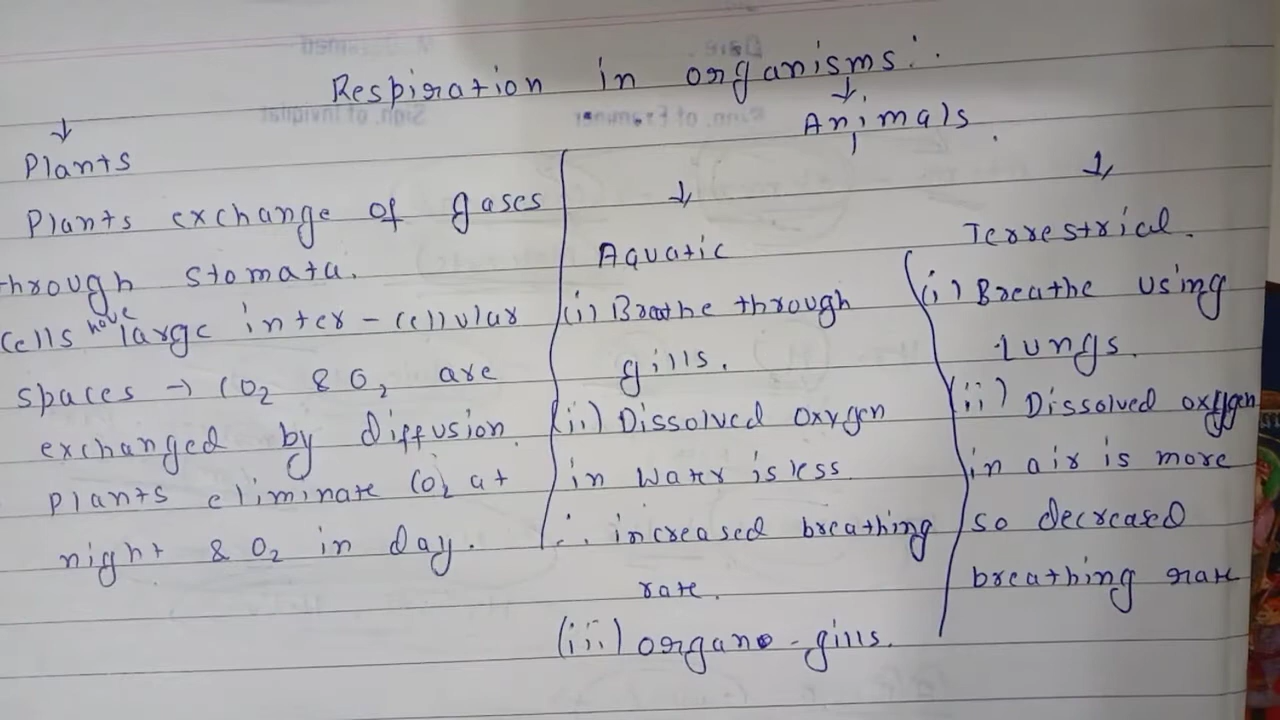 Respiration in organisms:.
↓
Plants
Plants exchange of gases
through stomata.
cells have large inter-cellular
spaces → CO2 & O2 are
exchanged by diffusion.
Plants eliminate CO2 at
night & O2 in day.
↓
Animals.
↓
Aquatic
(i) Breathe through
gills.
(ii) Dissolved oxygen
in water is less
∴ increased breathing
rate.
(iii) organ - gills.
↓
Terrestrial.
(i) Breathe using
lungs.
(ii) Dissolved oxygen
in air is more
so decreased
breathing rate